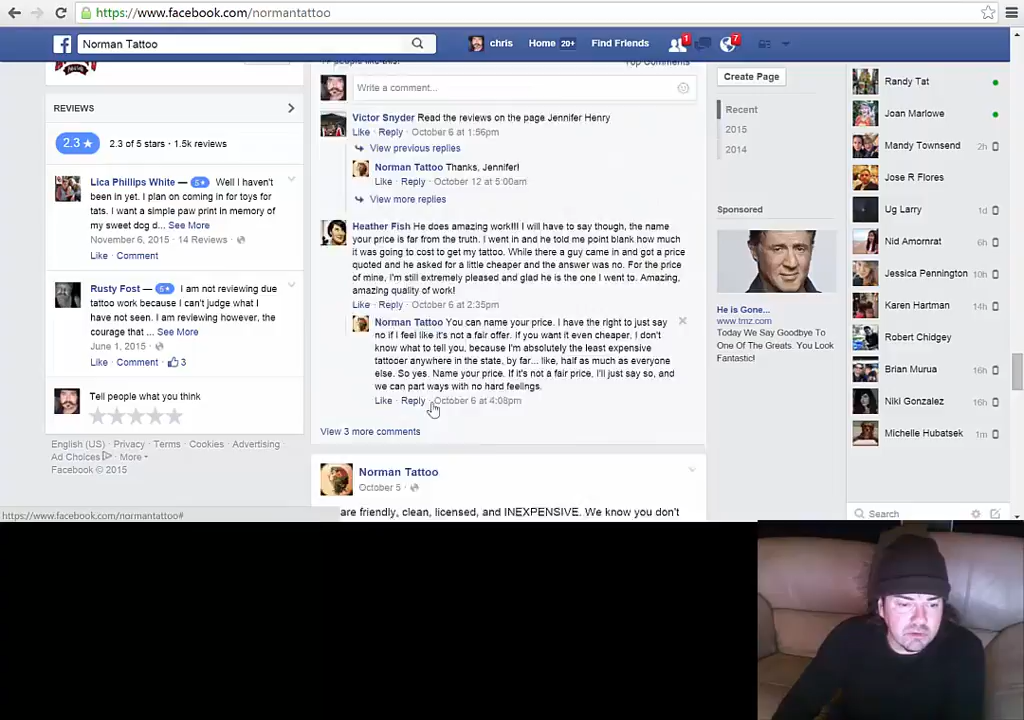 https://www.facebook.com/normantattoo
Norman Tattoo
chris
Home 20+
Find Friends
1
7
REVIEWS
2.3 ★
2.3 of 5 stars · 1.5k reviews
Lica Phillips White — 5★ Well I haven't
been in yet. I plan on coming in for toys for
tats. I want a simple paw print in memory of
my sweet dog d... See More
November 6, 2015 · 14 Reviews ·
Like · Comment
Rusty Fost — 5★ I am not reviewing due
tattoo work because I can't judge what I
have not seen. I am reviewing however, the
courage that ... See More
June 1, 2015 ·
Like · Comment · 3
Tell people what you think
English (US) · Privacy · Terms · Cookies · Advertising ·
Ad Choices · More
Facebook © 2015
people like this.
Top Comments
Write a comment...
Victor Snyder Read the reviews on the page Jennifer Henry
Like · Reply · October 6 at 1:56pm
View previous replies
Norman Tattoo Thanks, Jennifer!
Like · Reply · October 12 at 5:00am
View more replies
Heather Fish He does amazing work!!! I will have to say though, the name
your price is far from the truth. I went in and he told me point blank how much
it was going to cost to get my tattoo. While there a guy came in and got a price
quoted and he asked for a little cheaper and the answer was no. For the price
of mine, I'm still extremely pleased and glad he is the one I went to. Amazing,
amazing quality of work!
Like · Reply · October 6 at 2:35pm
Norman Tattoo You can name your price. I have the right to just say
no if I feel like it's not a fair offer. If you want it even cheaper, I don't
know what to tell you, because I'm absolutely the least expensive
tattooer anywhere in the state, by far... like, half as much as everyone
else. So yes. Name your price. If it's not a fair price, I'll just say so, and
we can part ways with no hard feelings.
Like · Reply · October 6 at 4:08pm
View 3 more comments
Norman Tattoo
October 5 ·
are friendly, clean, licensed, and INEXPENSIVE. We know you don't
Create Page
Recent
2015
2014
Sponsored
He is Gone...
www.tmz.com
Today We Say Goodbye To
One Of The Greats. You Look
Fantastic!
Randy Tat
Joan Marlowe
Mandy Townsend 2h
Jose R Flores
Ug Larry 1d
Nid Amornrat 6h
Jessica Pennington 10h
Karen Hartman 14h
Robert Chidgey
Brian Murua 16h
Niki Gonzalez 16h
Michelle Hubatsek 1m
Search
https://www.facebook.com/normantattoo#